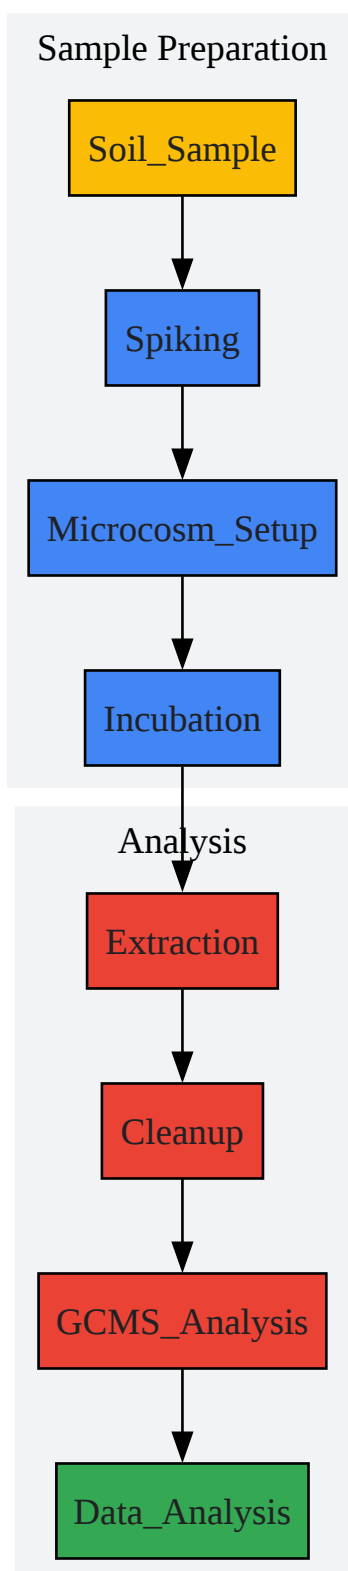 Sample Preparation
Soil_Sample
Spiking
Microcosm_Setup
Incubation
Analysis
Extraction
Cleanup
GCMS_Analysis
Data_Analysis